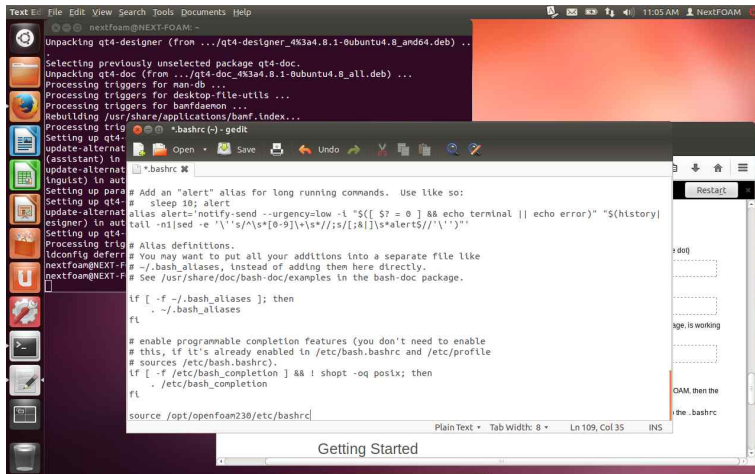 Text Ed File Edit View Search Tools Documents Help
11:05 AM NextFOAM
nextfoam@NEXT-FOAM: ~
Unpacking qt4-designer (from .../qt4-designer_4%3a4.8.1-0ubuntu4.8_amd64.deb) ..
.
Selecting previously unselected package qt4-doc.
Unpacking qt4-doc (from .../qt4-doc_4%3a4.8.1-0ubuntu4.8_all.deb) ...
Processing triggers for man-db ...
Processing triggers for desktop-file-utils ...
Processing triggers for bamfdaemon ...
Rebuilding /usr/share/applications/bamf.index...
Processing trig
Setting up qt4-
update-alternat
(assistant) in
update-alternat
inguist) in aut
Setting up para
Setting up qt4-
update-alternat
esigner) in aut
Setting up qt4-
Processing trig
ldconfig deferr
nextfoam@NEXT-F
nextfoam@NEXT-F
*.bashrc (~) - gedit
Open Save Undo
*.bashrc
# Add an "alert" alias for long running commands.  Use like so:
#   sleep 10; alert
alias alert='notify-send --urgency=low -i "$([ $? = 0 ] && echo terminal || echo error)" "$(history|
tail -n1|sed -e '\''s/^\s*[0-9]\+\s*//;s/[;&|]\s*alert$//'\'')"'
# Alias definitions.
# You may want to put all your additions into a separate file like
# ~/.bash_aliases, instead of adding them here directly.
# See /usr/share/doc/bash-doc/examples in the bash-doc package.
if [ -f ~/.bash_aliases ]; then
. ~/.bash_aliases
fi
# enable programmable completion features (you don't need to enable
# this, if it's already enabled in /etc/bash.bashrc and /etc/profile
# sources /etc/bash.bashrc).
if [ -f /etc/bash_completion ] && ! shopt -oq posix; then
. /etc/bash_completion
fi
source /opt/openfoam230/etc/bashrc
Plain Text Tab Width: 8 Ln 109, Col 35 INS
Restart
e dot)
age, is working
OAM, then the
the .bashrc
Getting Started